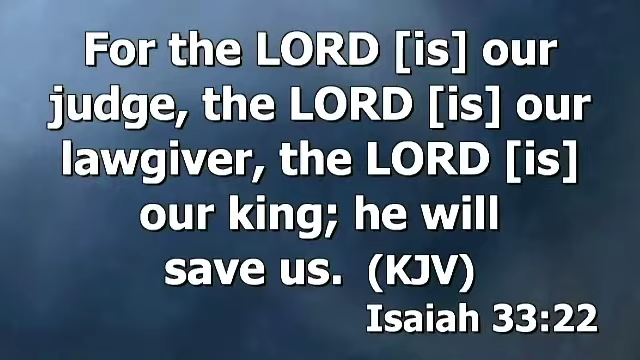 For the LORD [is] our
judge, the LORD [is] our
lawgiver, the LORD [is]
our king; he will
save us. (KJV)
Isaiah 33:22